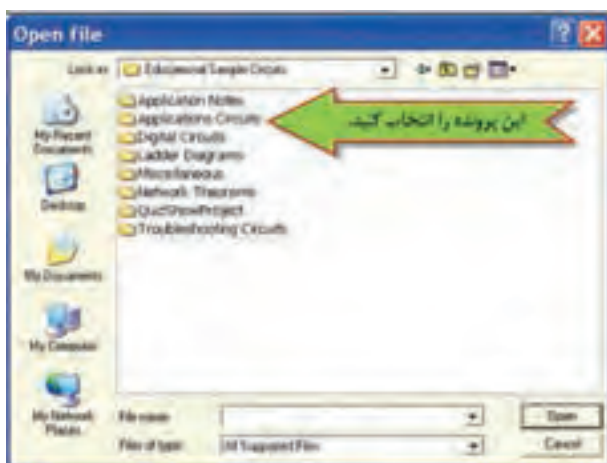 Open file
Look in: Educational Sample Circuits
Application Notes
Applications Circuits
Digital Circuits
Ladder Diagrams
Miscellaneous
Network Theorems
Troubleshooting Circuits
این پرونده را انتخاب کنید.
My Recent
Documents
Desktop
My Documents
My Computer
My Network
Places
File name:
Files of type: All Supported Files
Open
Cancel